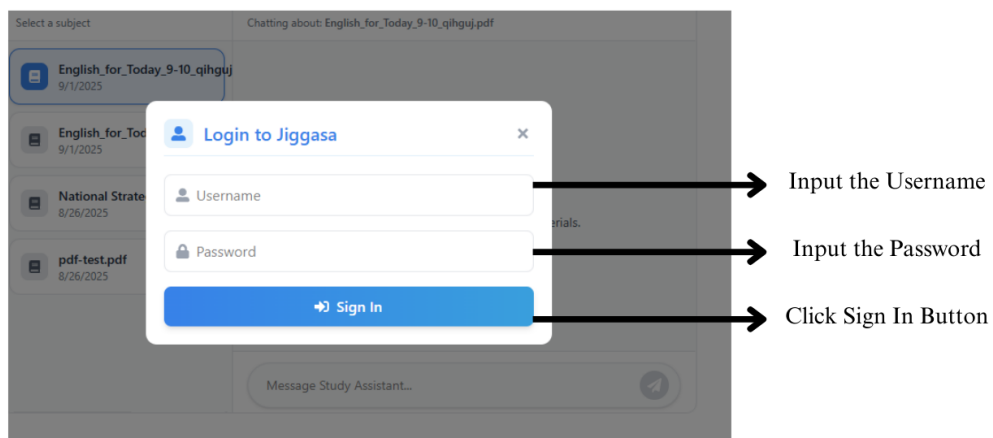 Select a subject
Chatting about: English_for_Today_9-10_qihguj.pdf
English_for_Today_9-10_qihguj
9/1/2025
English_for_Tod
9/1/2025
National Strate
8/26/2025
pdf-test.pdf
8/26/2025
Login to Jiggasa
Username
Password
Sign In
erials.
Message Study Assistant...
Input the Username
Input the Password
Click Sign In Button